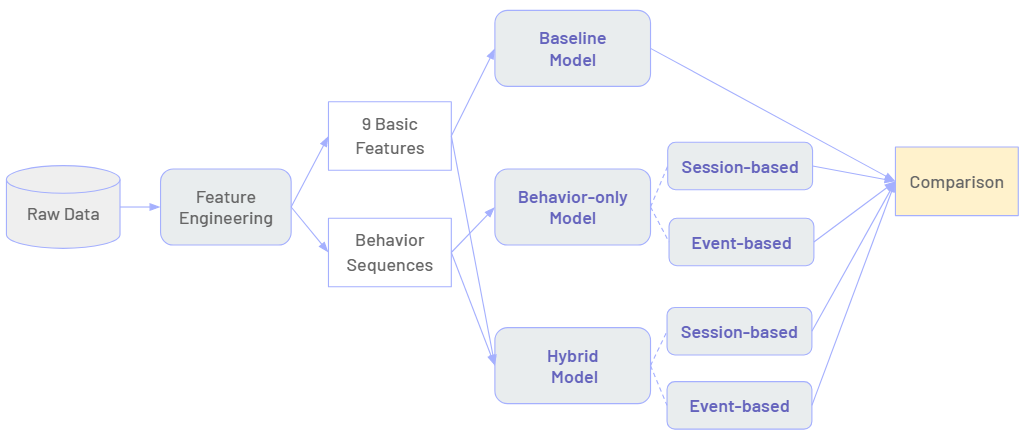 Raw Data
Feature
Engineering
9 Basic
Features
Behavior
Sequences
Baseline
Model
Behavior-only
Model
Hybrid
Model
Session-based
Event-based
Session-based
Event-based
Comparison